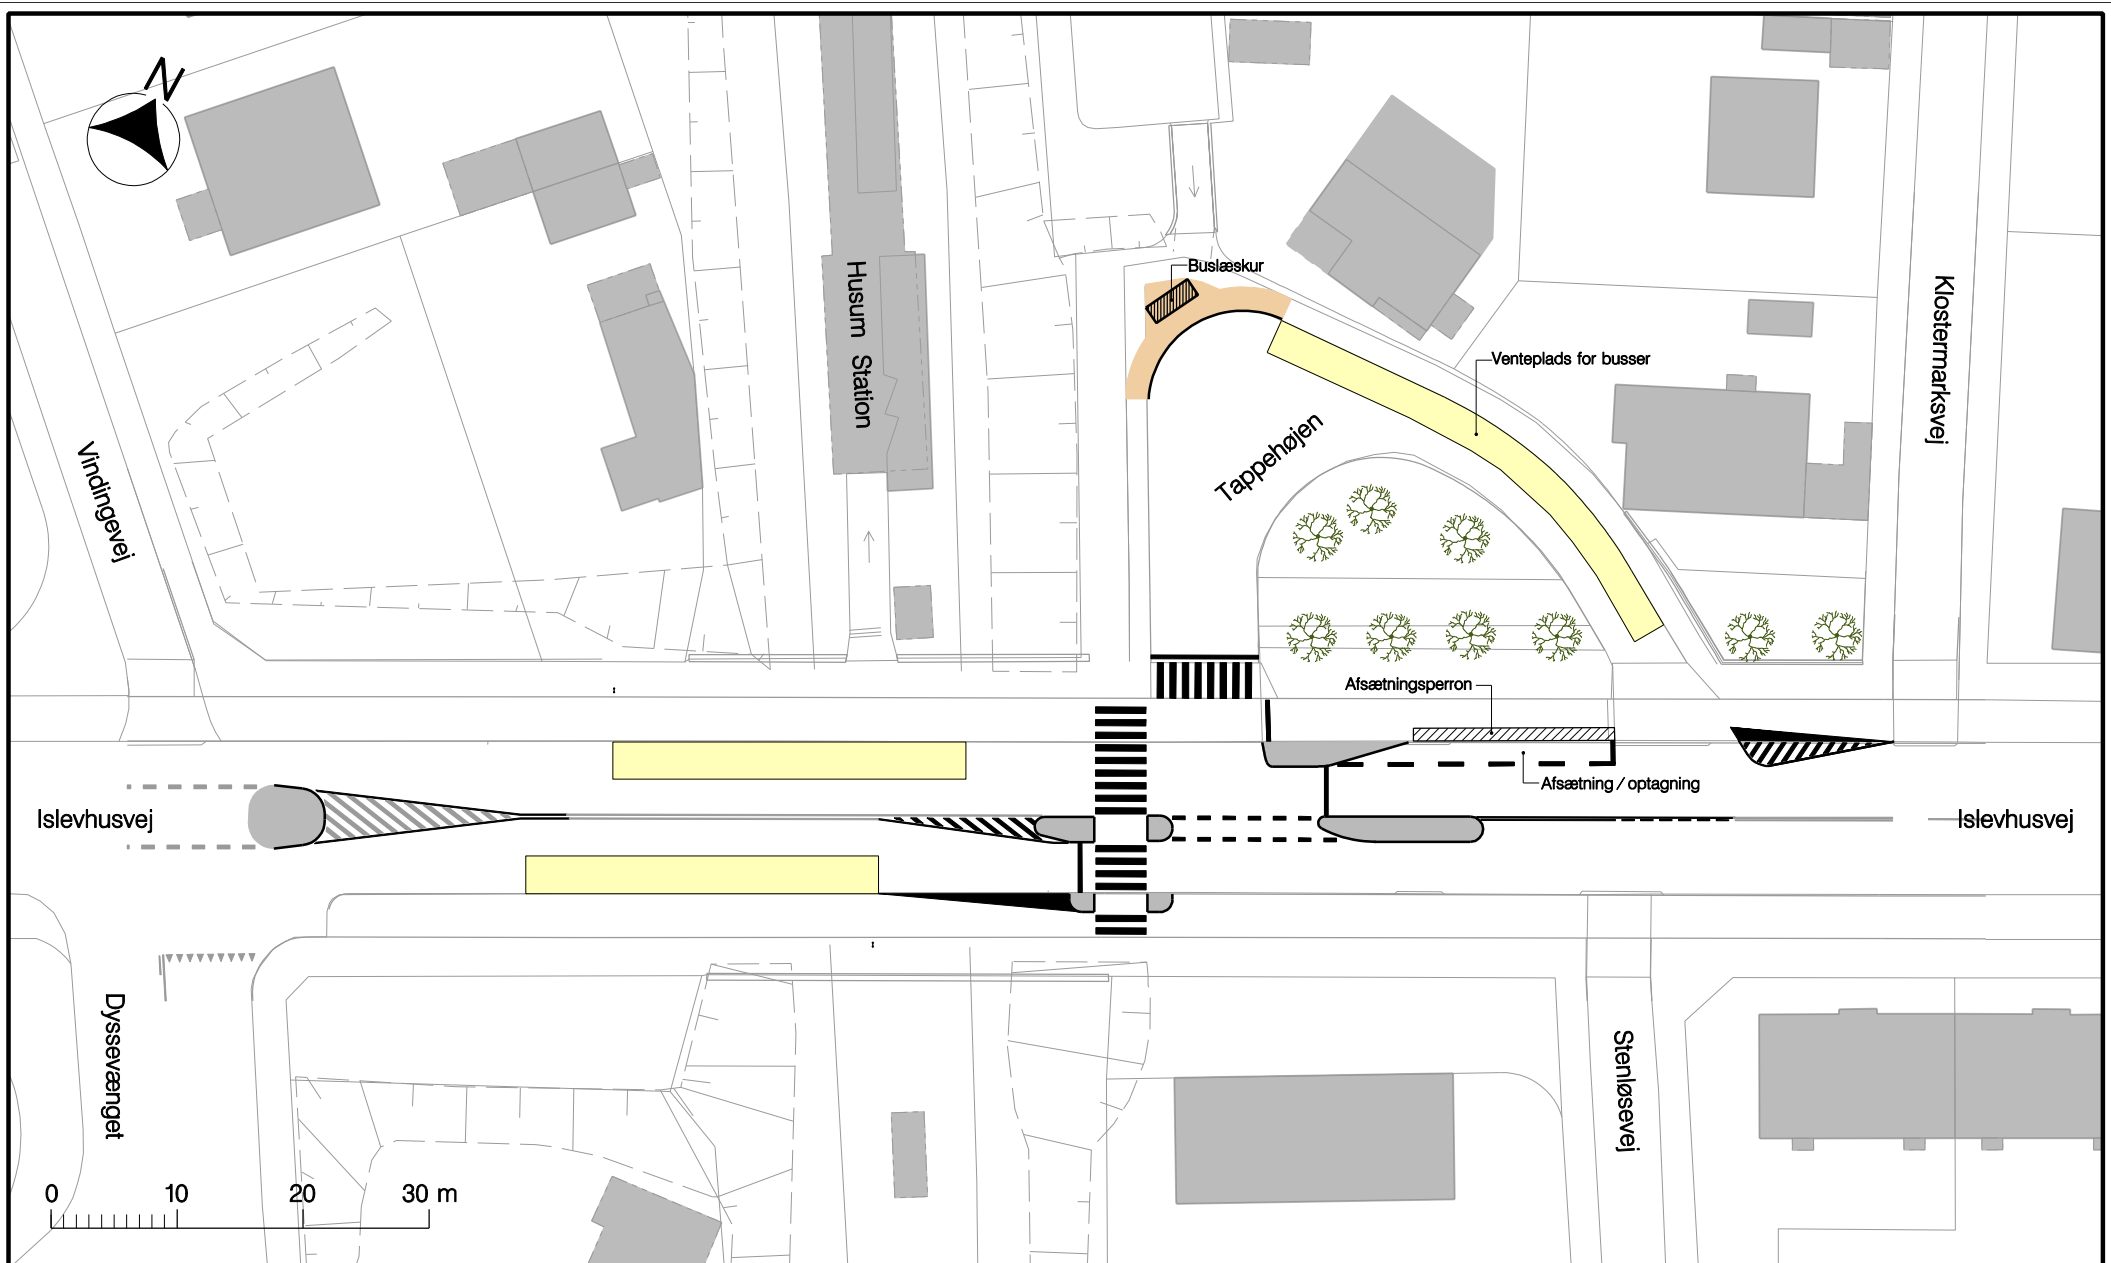 N
Buslæskur
Husum Station
Klostermarksvej
Venteplads for busser
Tappehøjen
Vindingevej
Afsætningsperron
Afsætning / optagning
Islevhusvej
Islevhusvej
Dyssevænget
Stenløsevej
0 10 20 30 m